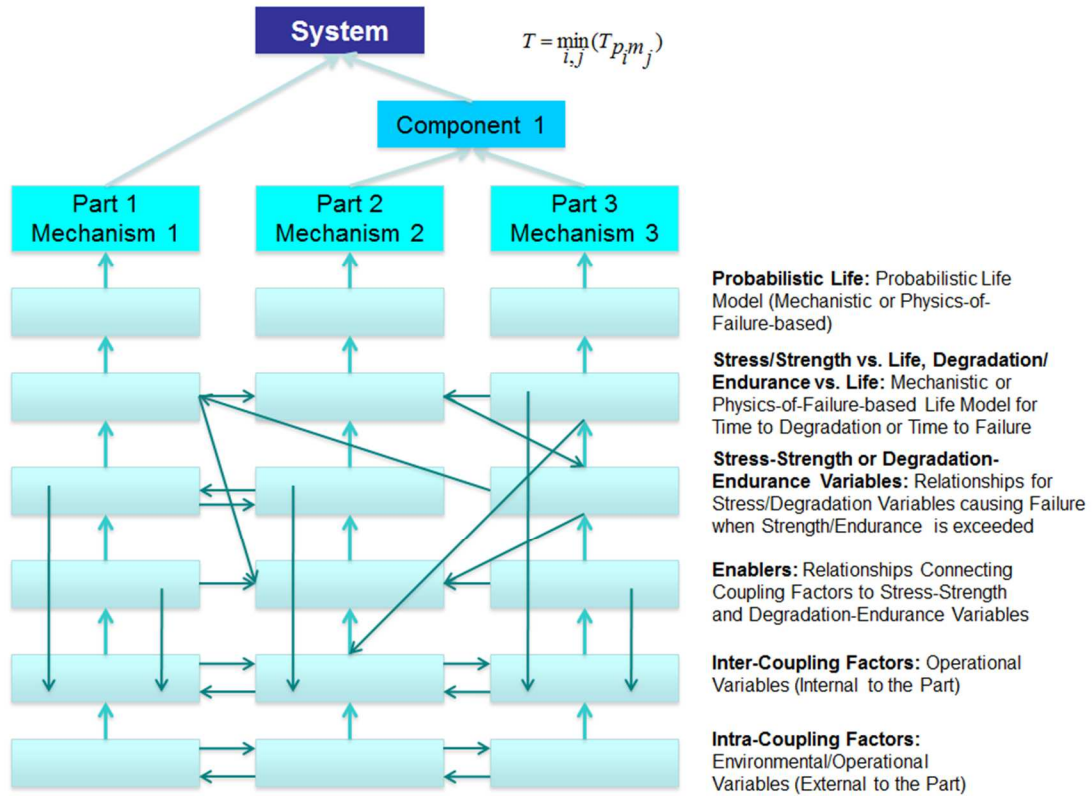 System
T = min i,j (T p i m j)
Component 1
Part 1
Mechanism 1
Part 2
Mechanism 2
Part 3
Mechanism 3
Probabilistic Life: Probabilistic Life
Model (Mechanistic or Physics-of-
Failure-based)
Stress/Strength vs. Life, Degradation/
Endurance vs. Life: Mechanistic or
Physics-of-Failure-based Life Model for
Time to Degradation or Time to Failure
Stress-Strength or Degradation-
Endurance Variables: Relationships for
Stress/Degradation Variables causing Failure
when Strength/Endurance is exceeded
Enablers: Relationships Connecting
Coupling Factors to Stress-Strength
and Degradation-Endurance Variables
Inter-Coupling Factors: Operational
Variables (Internal to the Part)
Intra-Coupling Factors:
Environmental/Operational
Variables (External to the Part)